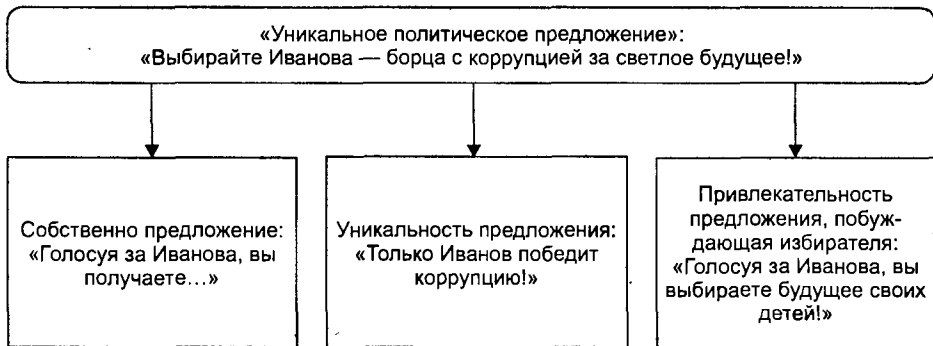 «Уникальное политическое предложение»:
«Выбирайте Иванова — борца с коррупцией за светлое будущее!»
Собственно предложение:
«Голосуя за Иванова, вы
получаете...»
Уникальность предложения:
«Только Иванов победит
коррупцию!»
Привлекательность
предложения, побуж-
дающая избирателя:
«Голосуя за Иванова, вы
выбираете будущее своих
детей!»